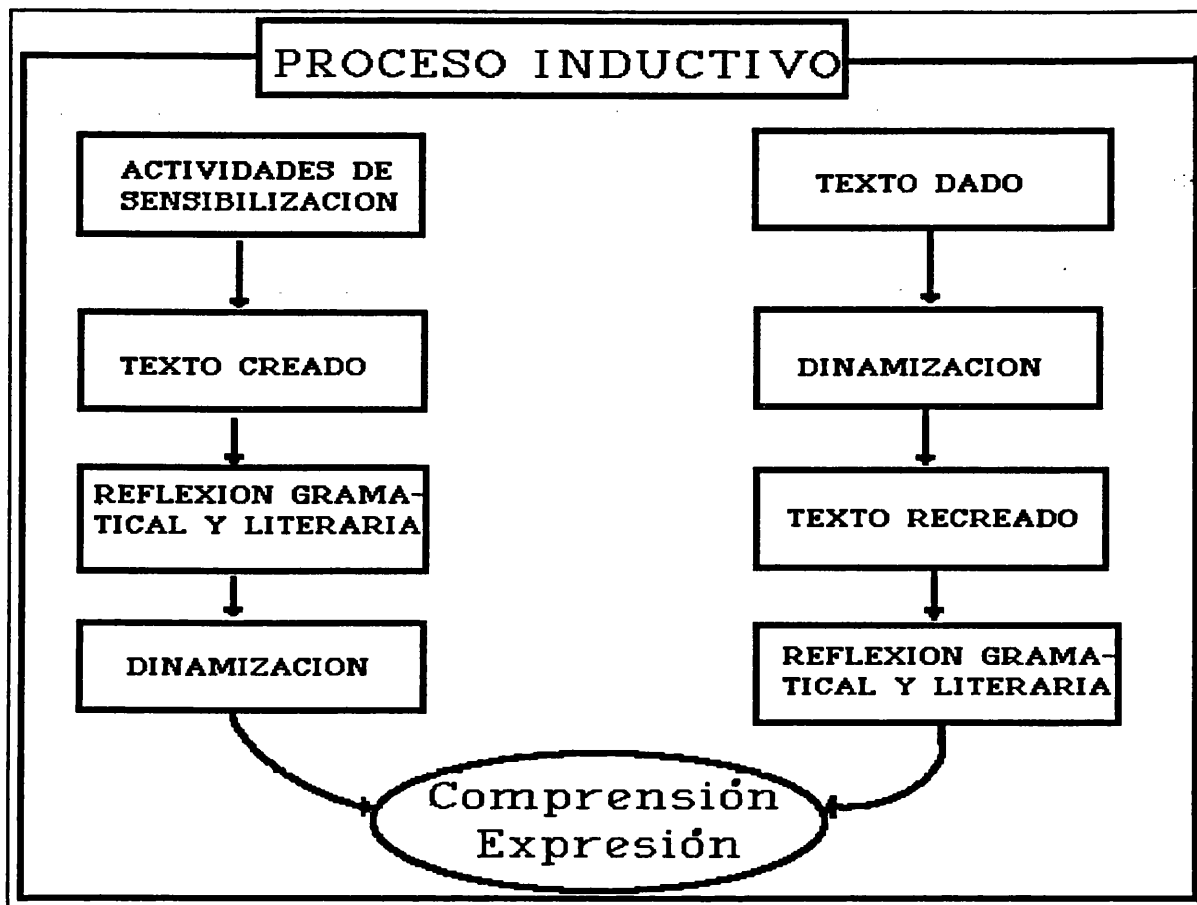 PROCESO INDUCTIVO
ACTIVIDADES DE
SENSIBILIZACION
TEXTO CREADO
REFLEXION GRAMA-
TICAL Y LITERARIA
DINAMIZACION
TEXTO DADO
DINAMIZACION
TEXTO RECREADO
REFLEXION GRAMA-
TICAL Y LITERARIA
Comprensión
Expresión